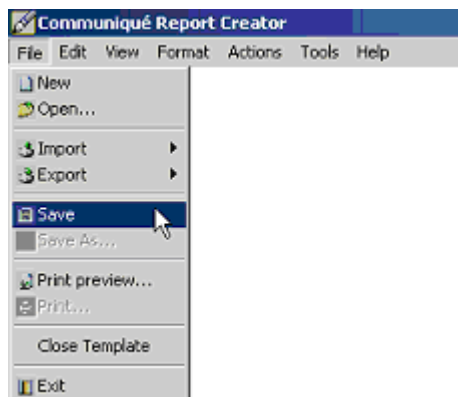 Communiqué Report Creator
File Edit View Format Actions Tools Help
New
Open...
Import
Export
Save
Save As...
Print preview...
Print...
Close Template
Exit